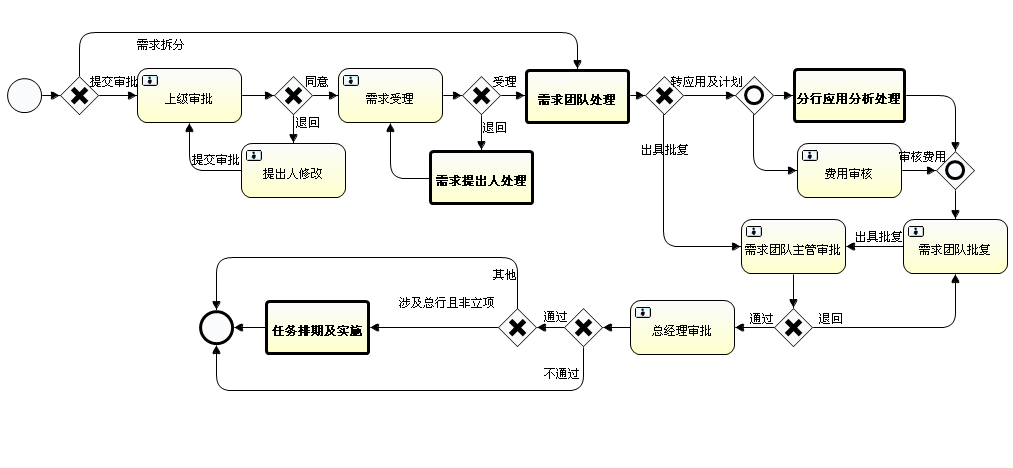 需求拆分
提交审批
上级审批
同意
需求受理
受理
需求团队处理
转应用及计划
分行应用分析处理
退回
退回
提交审批
提出人修改
需求提出人处理
出具批复
费用审核
审核费用
需求团队主管审批
出具批复
需求团队批复
其他
涉及总行且非立项
任务排期及实施
通过
总经理审批
通过
退回
不通过